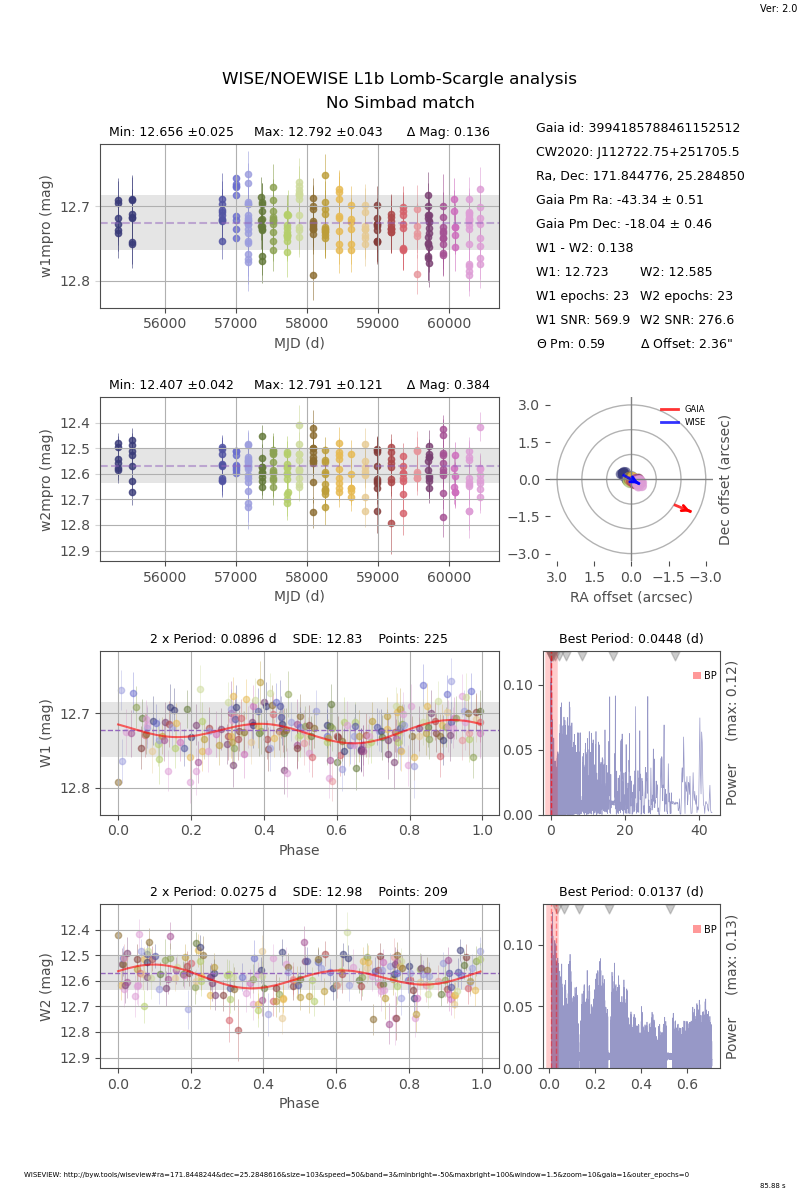 Ver: 2.0
WISE/NOEWISE L1b Lomb-Scargle analysis
No Simbad match
Min: 12.656 ±0.025 Max: 12.792 ±0.043 Δ Mag: 0.136
12.7
12.8
w1mpro (mag)
56000 57000 58000 59000 60000
MJD (d)
Gaia id: 3994185788461152512
CW2020: J112722.75+251705.5
Ra, Dec: 171.844776, 25.284850
Gaia Pm Ra: -43.34 ± 0.51
Gaia Pm Dec: -18.04 ± 0.46
W1 - W2: 0.138
W1: 12.723 W2: 12.585
W1 epochs: 23 W2 epochs: 23
W1 SNR: 569.9 W2 SNR: 276.6
Θ Pm: 0.59 Δ Offset: 2.36"
Min: 12.407 ±0.042 Max: 12.791 ±0.121 Δ Mag: 0.384
12.4
12.5
12.6
12.7
12.8
12.9
w2mpro (mag)
56000 57000 58000 59000 60000
MJD (d)
GAIA
WISE
3.0
1.5
0.0
−1.5
−3.0
Dec offset (arcsec)
3.0 1.5 0.0 −1.5 −3.0
RA offset (arcsec)
2 x Period: 0.0896 d SDE: 12.83 Points: 225
12.7
12.8
W1 (mag)
0.0 0.2 0.4 0.6 0.8 1.0
Phase
Best Period: 0.0448 (d)
BP
0.10
0.05
0.00
Power (max: 0.12)
0 20 40
2 x Period: 0.0275 d SDE: 12.98 Points: 209
12.4
12.5
12.6
12.7
12.8
12.9
W2 (mag)
0.0 0.2 0.4 0.6 0.8 1.0
Phase
Best Period: 0.0137 (d)
BP
0.10
0.05
0.00
Power (max: 0.13)
0.0 0.2 0.4 0.6
WISEVIEW: http://byw.tools/wiseview#ra=171.8448244&dec=25.2848616&size=103&speed=50&band=3&minbright=-50&maxbright=100&window=1.5&zoom=10&gaia=1&outer_epochs=0
85.88 s